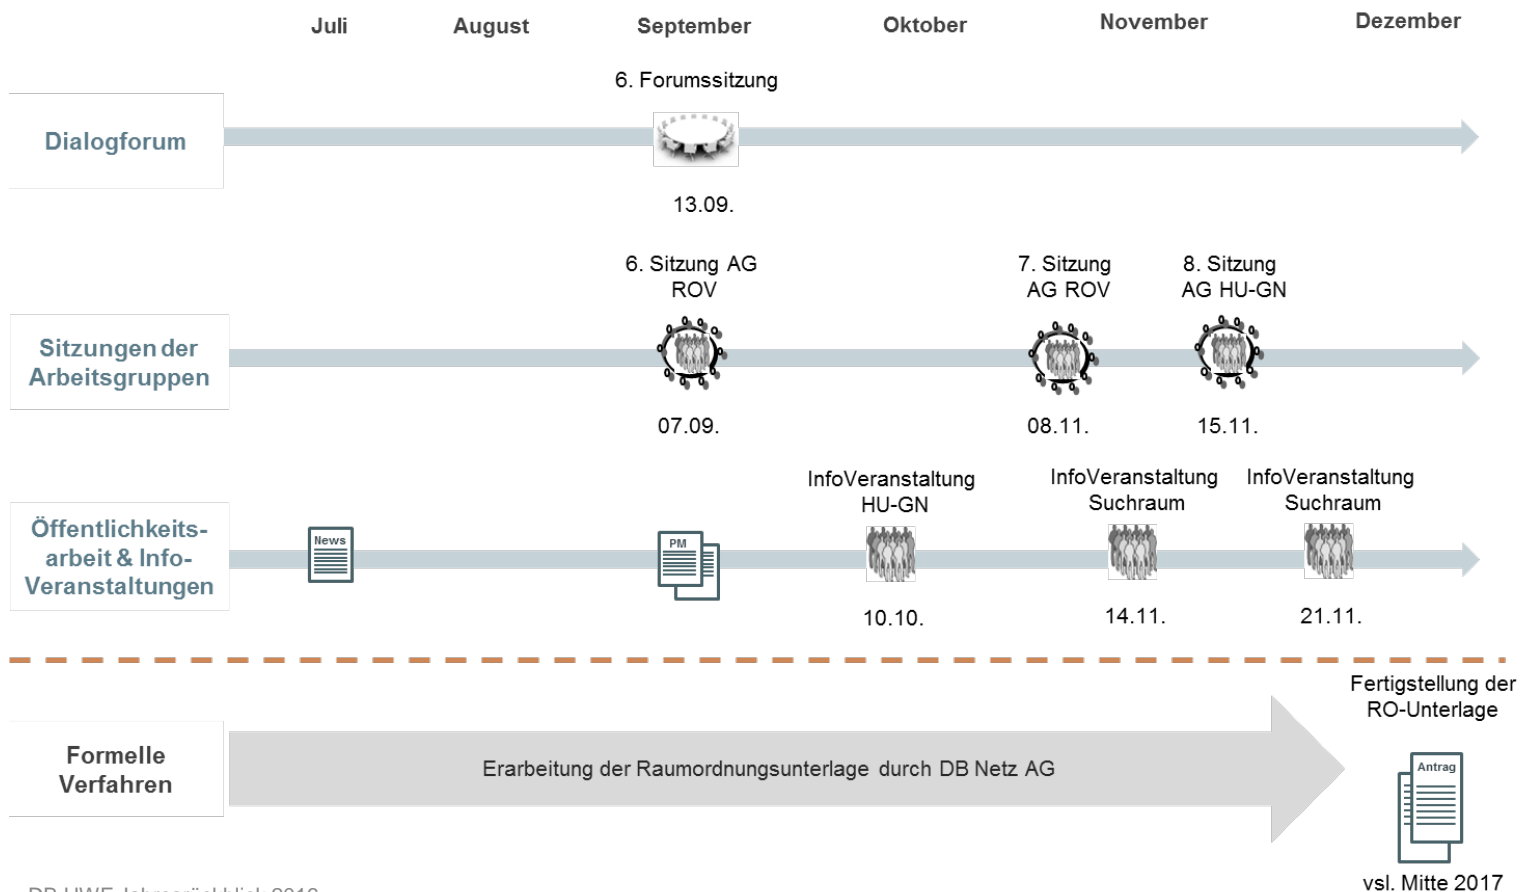 Juli August September Oktober November Dezember
6. Forumssitzung
Dialogforum
13.09.
6. Sitzung AG
ROV
7. Sitzung
AG ROV
8. Sitzung
AG HU-GN
Sitzungen der
Arbeitsgruppen
07.09.
08.11.
15.11.
InfoVeranstaltung
HU-GN
InfoVeranstaltung
Suchraum
InfoVeranstaltung
Suchraum
Öffentlichkeits-
arbeit & Info-
Veranstaltungen
News
PM
10.10.
14.11.
21.11.
Fertigstellung der
RO-Unterlage
Formelle
Verfahren
Erarbeitung der Raumordnungsunterlage durch DB Netz AG
Antrag
vsl. Mitte 2017